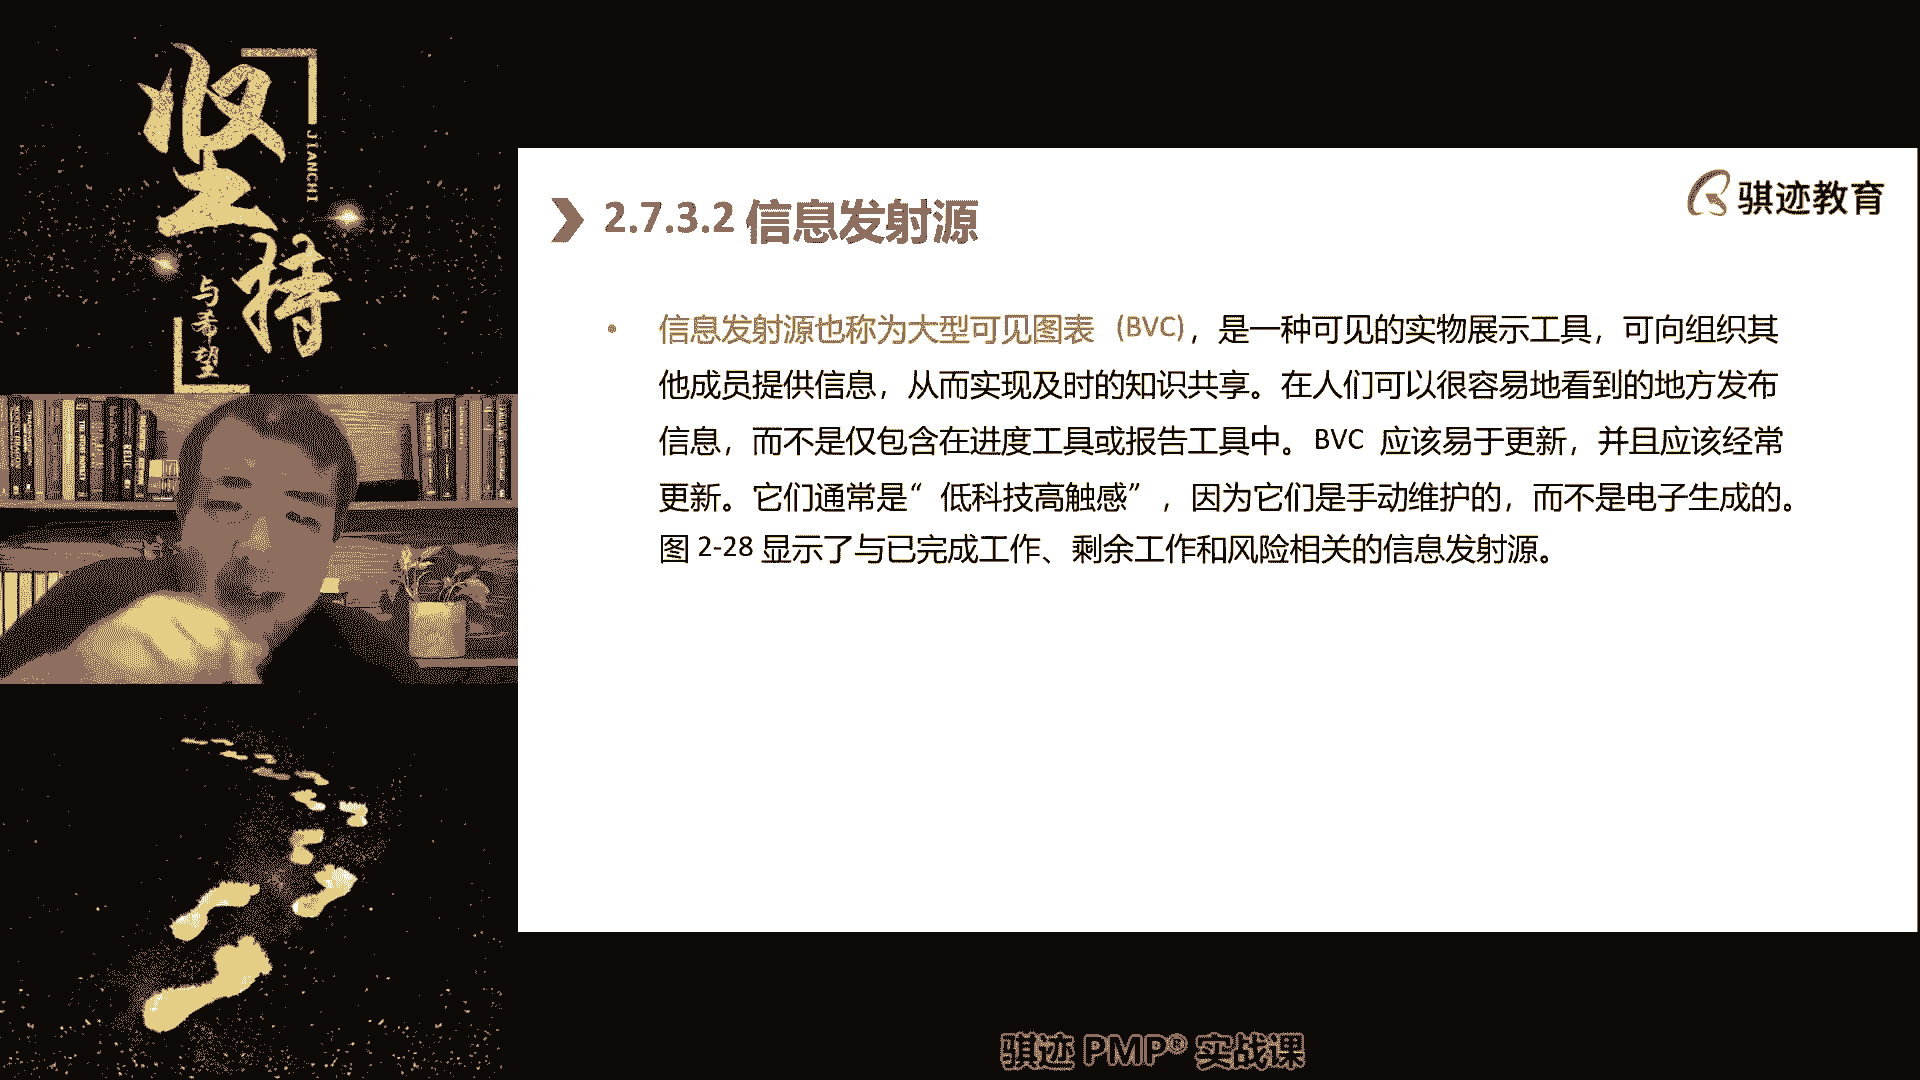 坚持
JIANCHI
与希望
骐迹教育
2.7.3.2 信息发射源
• 信息发射源也称为大型可见图表 (BVC)，是一种可见的实物展示工具，可向组织其
他成员提供信息，从而实现及时的知识共享。在人们可以很容易地看到的地方发布
信息，而不是仅包含在进度工具或报告工具中。BVC 应该易于更新，并且应该经常
更新。它们通常是“低科技高触感”，因为它们是手动维护的，而不是电子生成的。
图 2-28 显示了与已完成工作、剩余工作和风险相关的信息发射源。
骐迹 PMP® 实战课